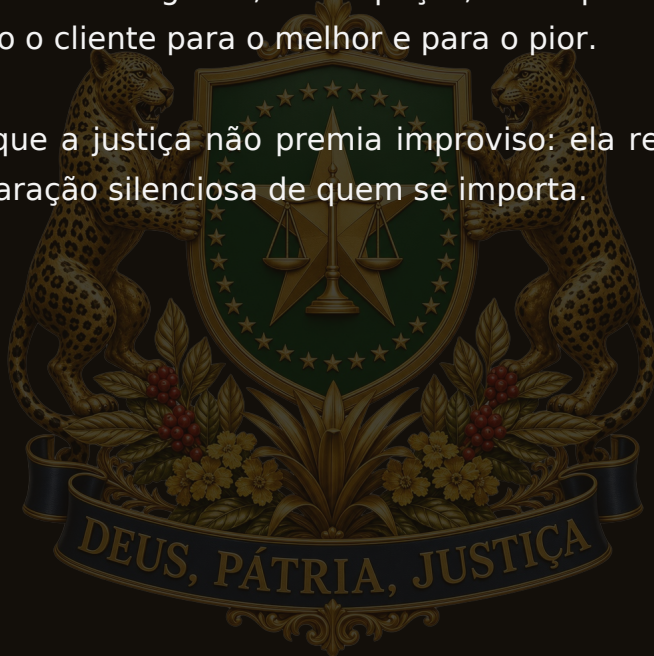 o o cliente para o melhor e para o pior.
que a justiça não premia improviso: ela re
aração silenciosa de quem se importa.
DEUS, PÁTRIA, JUSTIÇA